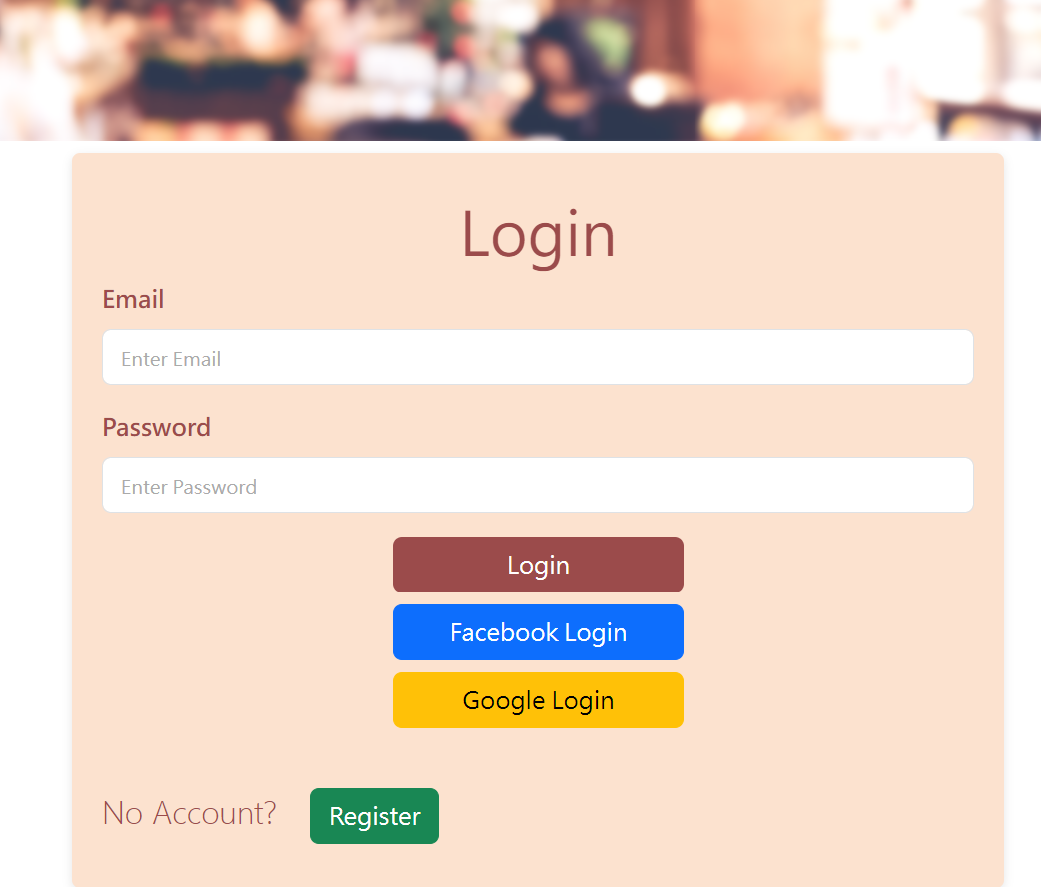 Login
Email
Enter Email
Password
Enter Password
Login
Facebook Login
Google Login
No Account? Register